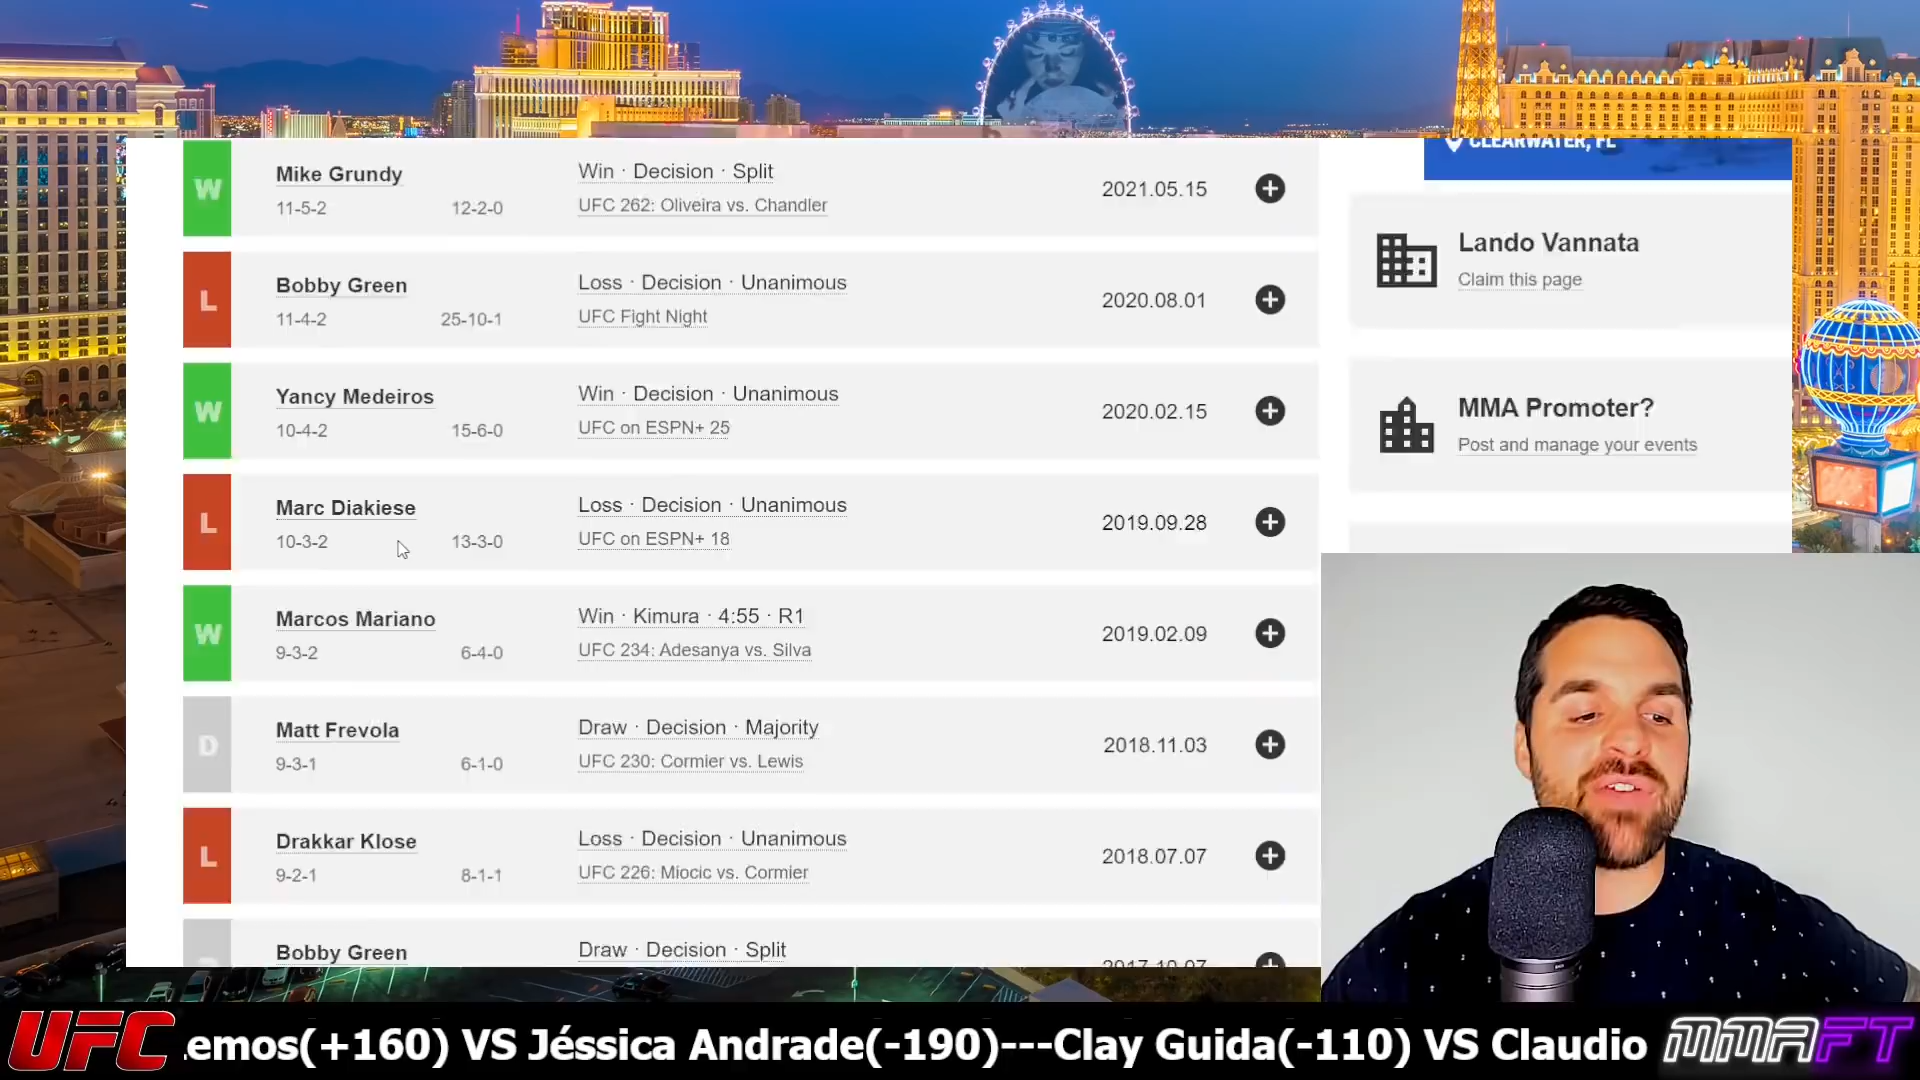 W
Mike Grundy
11-5-2
12-2-0
Win · Decision · Split
UFC 262: Oliveira vs. Chandler
2021.05.15
L
Bobby Green
11-4-2
25-10-1
Loss · Decision · Unanimous
UFC Fight Night
2020.08.01
W
Yancy Medeiros
10-4-2
15-6-0
Win · Decision · Unanimous
UFC on ESPN+ 25
2020.02.15
L
Marc Diakiese
10-3-2
13-3-0
Loss · Decision · Unanimous
UFC on ESPN+ 18
2019.09.28
W
Marcos Mariano
9-3-2
6-4-0
Win · Kimura · 4:55 · R1
UFC 234: Adesanya vs. Silva
2019.02.09
D
Matt Frevola
9-3-1
6-1-0
Draw · Decision · Majority
UFC 230: Cormier vs. Lewis
2018.11.03
L
Drakkar Klose
9-2-1
8-1-1
Loss · Decision · Unanimous
UFC 226: Miocic vs. Cormier
2018.07.07
Bobby Green
Draw · Decision · Split
2017.10.07
CLEARWATER, FL
Lando Vannata
Claim this page
MMA Promoter?
Post and manage your events
UFC
emos(+160) VS Jéssica Andrade(-190)---Clay Guida(-110) VS Claudio
MMAFT